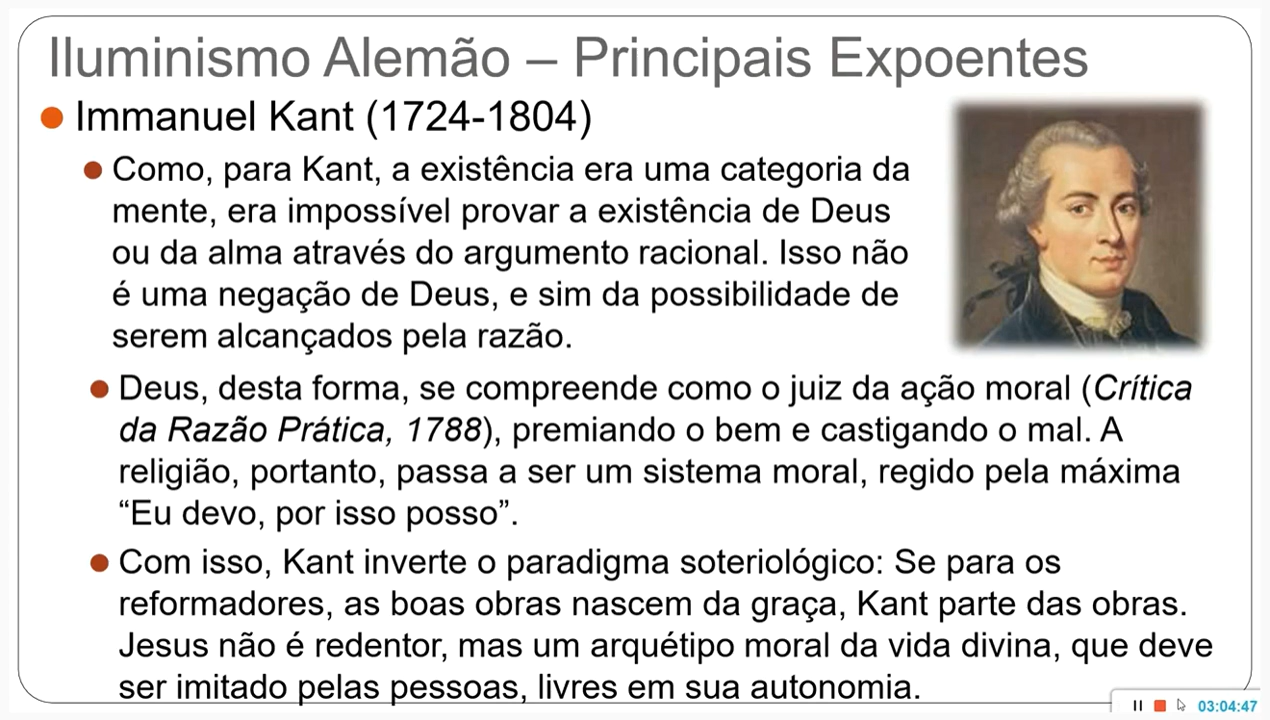 Iluminismo Alemão – Principais Expoentes
Immanuel Kant (1724-1804)
Como, para Kant, a existência era uma categoria da
mente, era impossível provar a existência de Deus
ou da alma através do argumento racional. Isso não
é uma negação de Deus, e sim da possibilidade de
serem alcançados pela razão.
Deus, desta forma, se compreende como o juiz da ação moral (Crítica
da Razão Prática, 1788), premiando o bem e castigando o mal. A
religião, portanto, passa a ser um sistema moral, regido pela máxima
“Eu devo, por isso posso”.
Com isso, Kant inverte o paradigma soteriológico: Se para os
reformadores, as boas obras nascem da graça, Kant parte das obras.
Jesus não é redentor, mas um arquétipo moral da vida divina, que deve
ser imitado pelas pessoas, livres em sua autonomia.
03:04:47